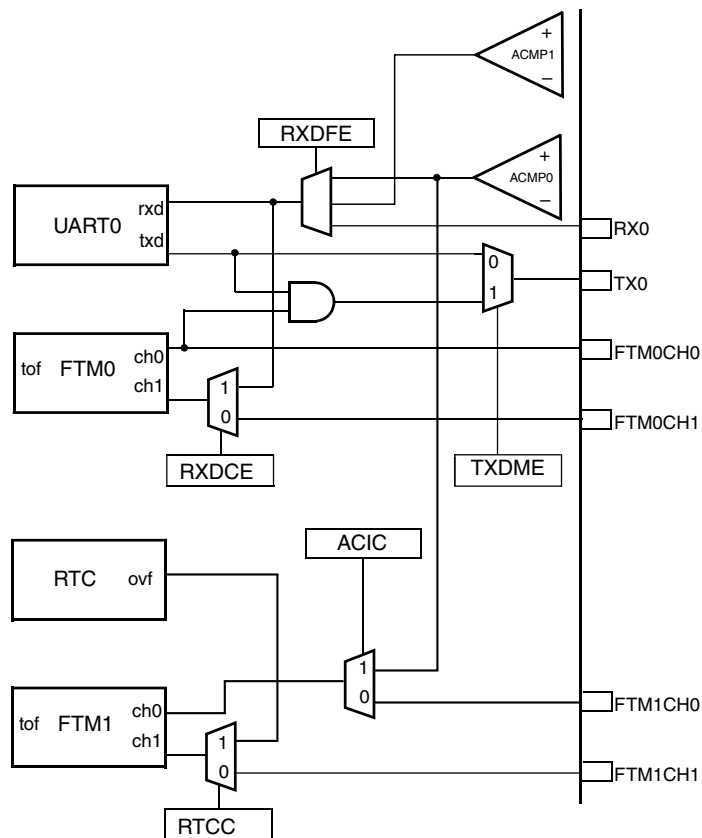 +
ACMP1
−
RXDFE
+
ACMP0
−
UART0
rxd
txd
RX0
0
1
TX0
tof FTM0
ch0
ch1
FTM0CH0
1
0
FTM0CH1
RXDCE
TXDME
ACIC
RTC ovf
1
0
FTM1CH0
tof FTM1
ch0
ch1
1
0
FTM1CH1
RTCC